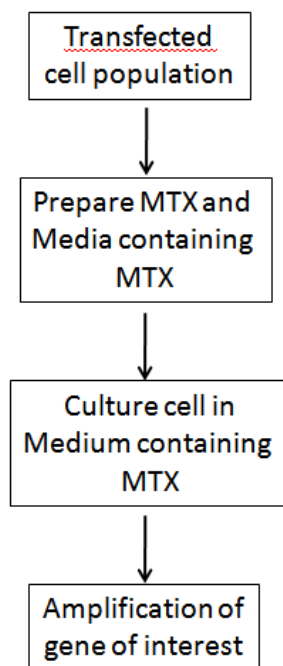 Transfected
cell population
Prepare MTX and
Media containing
MTX
Culture cell in
Medium containing
MTX
Amplification of
gene of interest